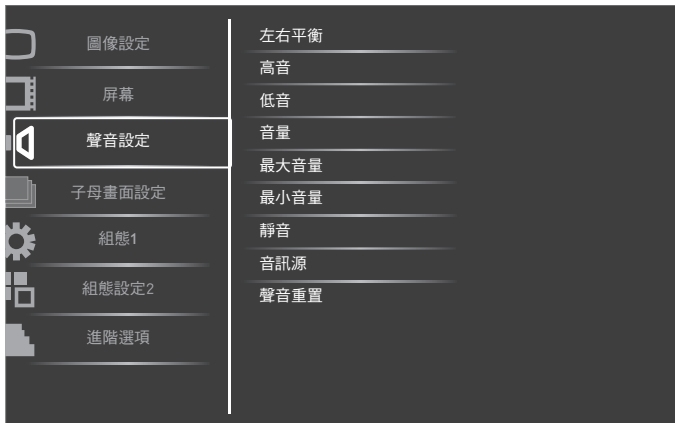 圖像設定
屏幕
聲音設定
子母畫面設定
組態1
組態設定2
進階選項
左右平衡
高音
低音
音量
最大音量
最小音量
靜音
音訊源
聲音重置